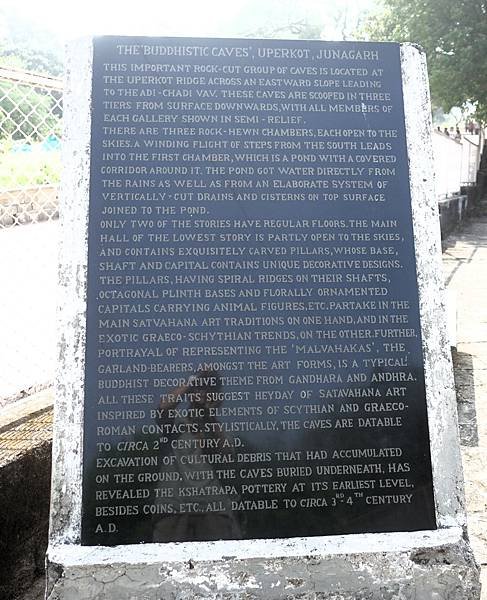 THE 'BUDDHISTIC CAVES', UPERKOT, JUNAGARH
THIS IMPORTANT ROCK-CUT GROUP OF CAVES IS LOCATED AT
THE UPERKOT RIDGE ACROSS AN EASTWARD SLOPE LEADING
TO THE ADI-CHADI VAV. THESE CAVES ARE SCOOPED IN THREE
TIERS FROM SURFACE DOWNWARDS, WITH ALL MEMBERS OF
EACH GALLERY SHOWN IN SEMI-RELIEF.
THERE ARE THREE ROCK-HEWN CHAMBERS, EACH OPEN TO THE
SKIES. A WINDING FLIGHT OF STEPS FROM THE SOUTH LEADS
INTO THE FIRST CHAMBER, WHICH IS A POND WITH A COVERED
CORRIDOR AROUND IT. THE POND GOT WATER DIRECTLY FROM
THE RAINS AS WELL AS FROM AN ELABORATE SYSTEM OF
VERTICALLY-CUT DRAINS AND CISTERNS ON TOP SURFACE
JOINED TO THE POND.
ONLY TWO OF THE STORIES HAVE REGULAR FLOORS. THE MAIN
HALL OF THE LOWEST STORY IS PARTLY OPEN TO THE SKIES,
AND CONTAINS EXQUISITELY CARVED PILLARS, WHOSE BASE,
SHAFT AND CAPITAL CONTAINS UNIQUE DECORATIVE DESIGNS.
THE PILLARS, HAVING SPIRAL RIDGES ON THEIR SHAFTS,
OCTAGONAL PLINTH BASES AND FLORALLY ORNAMENTED
CAPITALS CARRYING ANIMAL FIGURES, ETC. PARTAKE IN THE
MAIN SATVAHANA ART TRADITIONS ON ONE HAND, AND IN THE
EXOTIC GRAECO-SCHYTHIAN TRENDS, ON THE OTHER. FURTHER,
PORTRAYAL OF REPRESENTING THE 'MALVAHAKAS', THE
GARLAND-BEARERS, AMONGST THE ART FORMS, IS A TYPICAL
BUDDHIST DECORATIVE THEME FROM GANDHARA AND ANDHRA.
ALL THESE TRAITS SUGGEST HEYDAY OF SATAVAHANA ART
INSPIRED BY EXOTIC ELEMENTS OF SCYTHIAN AND GRAECO-
ROMAN CONTACTS. STYLISTICALLY, THE CAVES ARE DATABLE
TO CIRCA 2ND CENTURY A.D.
EXCAVATION OF CULTURAL DEBRIS THAT HAD ACCUMULATED
ON THE GROUND, WITH THE CAVES BURIED UNDERNEATH, HAS
REVEALED THE KSHATRAPA POTTERY AT ITS EARLIEST LEVEL,
BESIDES COINS, ETC., ALL DATABLE TO CIRCA 3RD-4TH CENTURY
A.D.